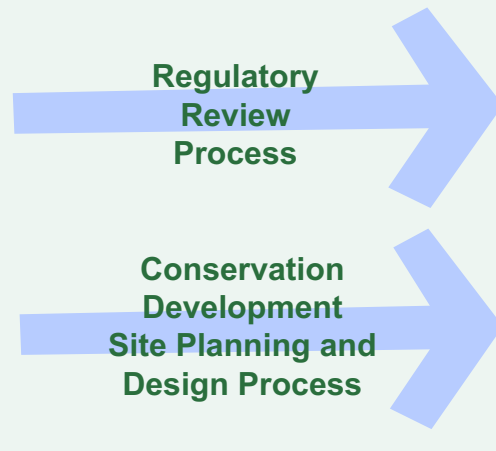 Regulatory
Review
Process
Conservation
Development
Site Planning and
Design Process